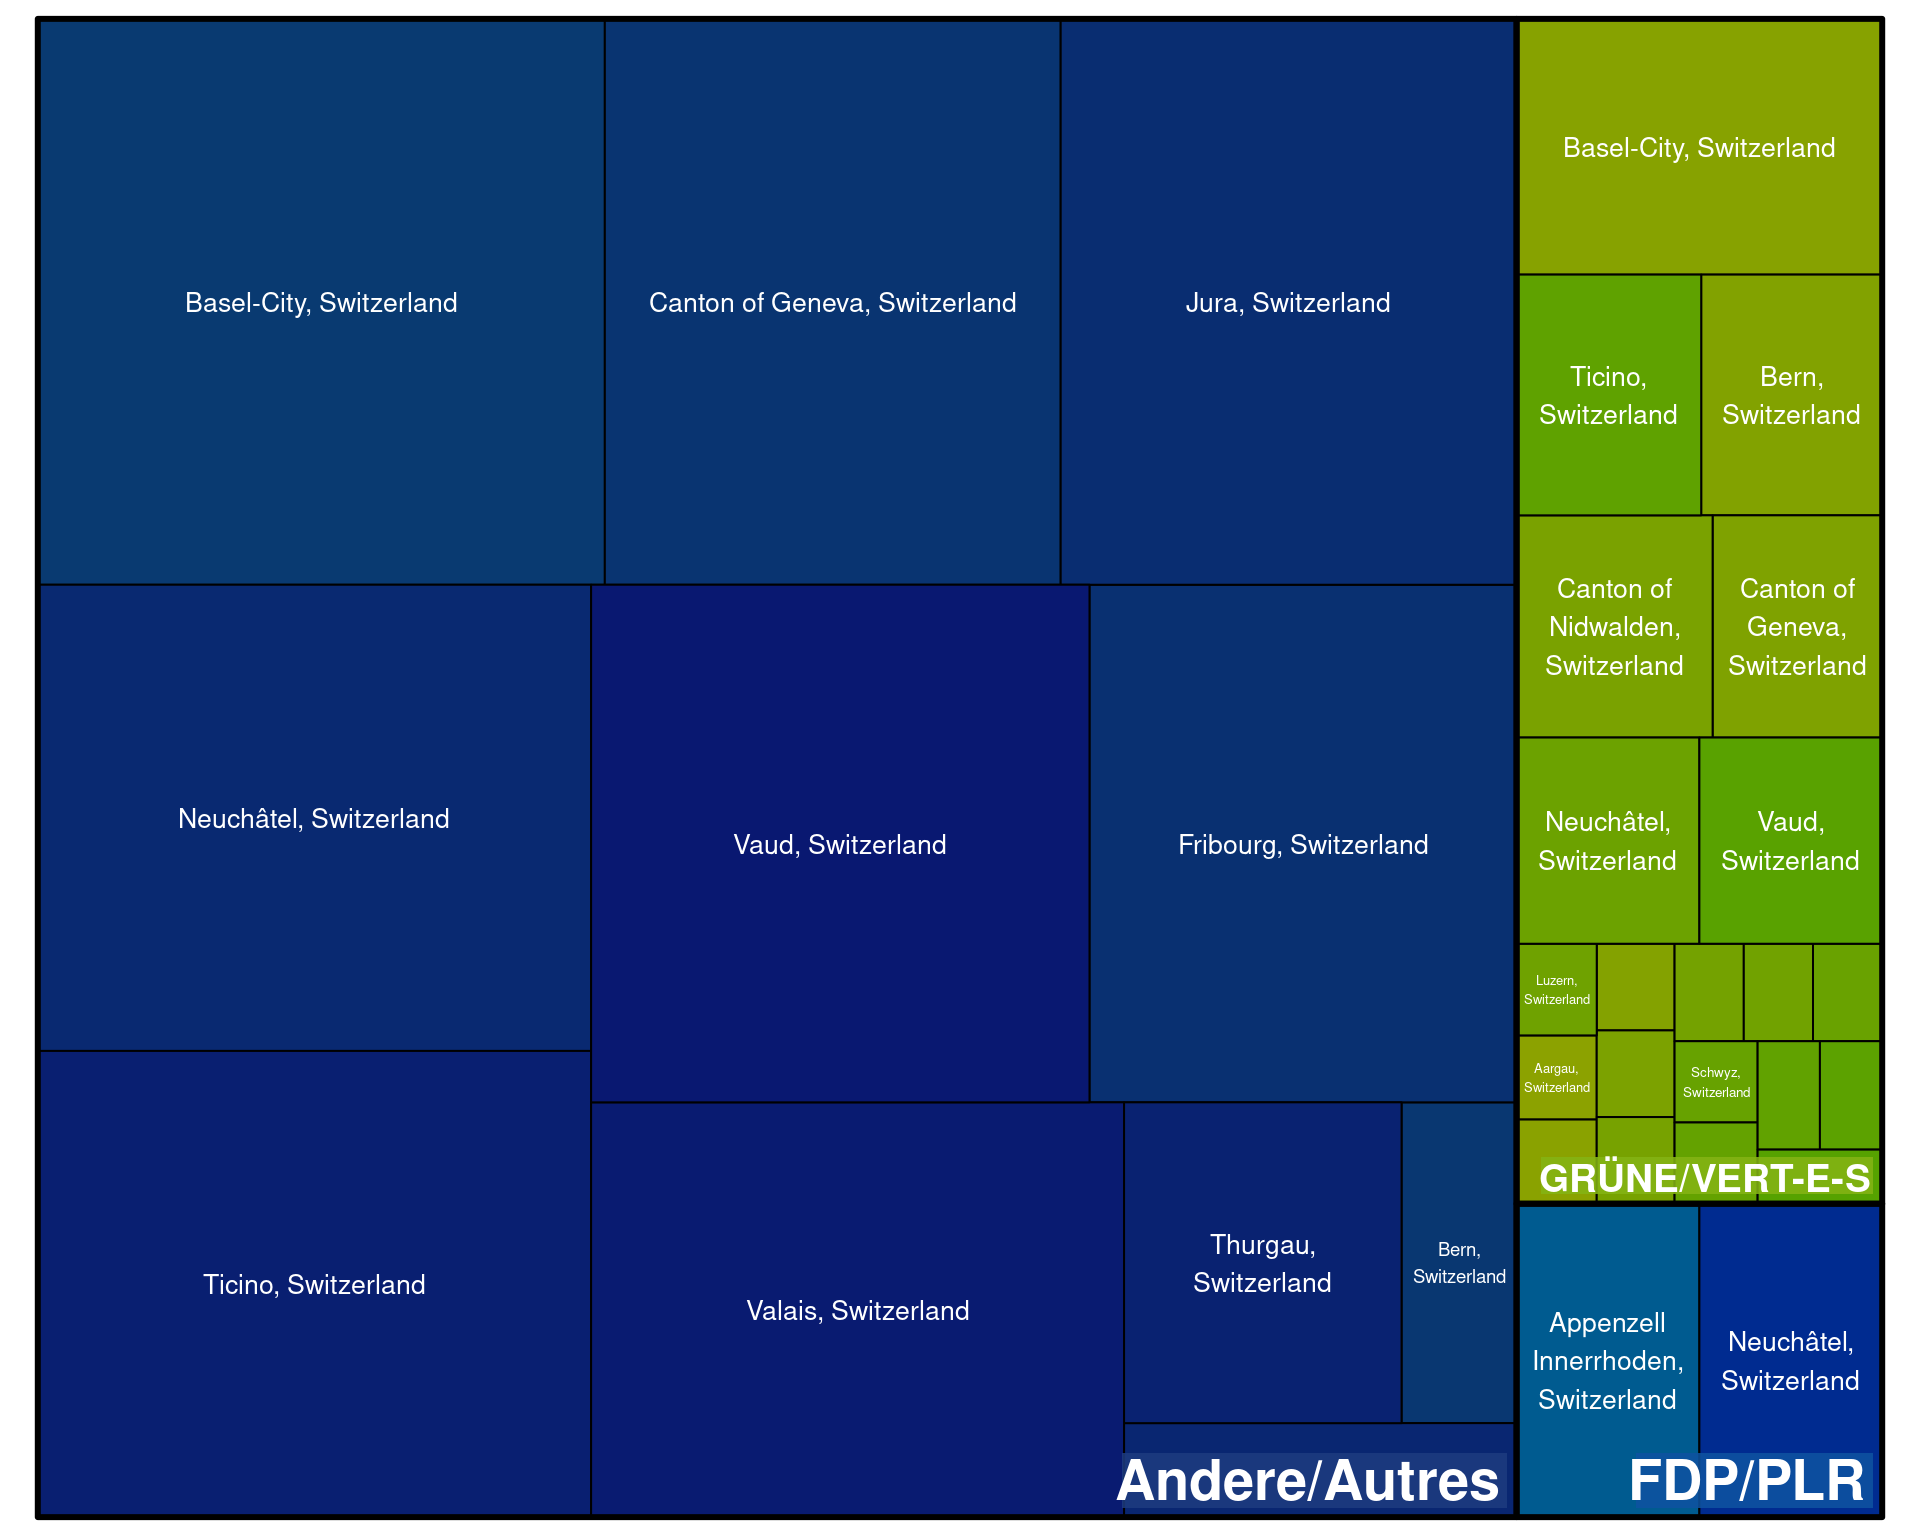 Basel-City, Switzerland
Canton of Geneva, Switzerland
Jura, Switzerland
Neuchâtel, Switzerland
Vaud, Switzerland
Fribourg, Switzerland
Ticino, Switzerland
Valais, Switzerland
Thurgau,
Switzerland
Bern,
Switzerland
Andere/Autres
Basel-City, Switzerland
Ticino,
Switzerland
Bern,
Switzerland
Canton of
Nidwalden,
Switzerland
Canton of
Geneva,
Switzerland
Neuchâtel,
Switzerland
Vaud,
Switzerland
Luzern,
Switzerland
Aargau,
Switzerland
Schwyz,
Switzerland
GRÜNE/VERT-E-S
Appenzell
Innerrhoden,
Switzerland
Neuchâtel,
Switzerland
FDP/PLR